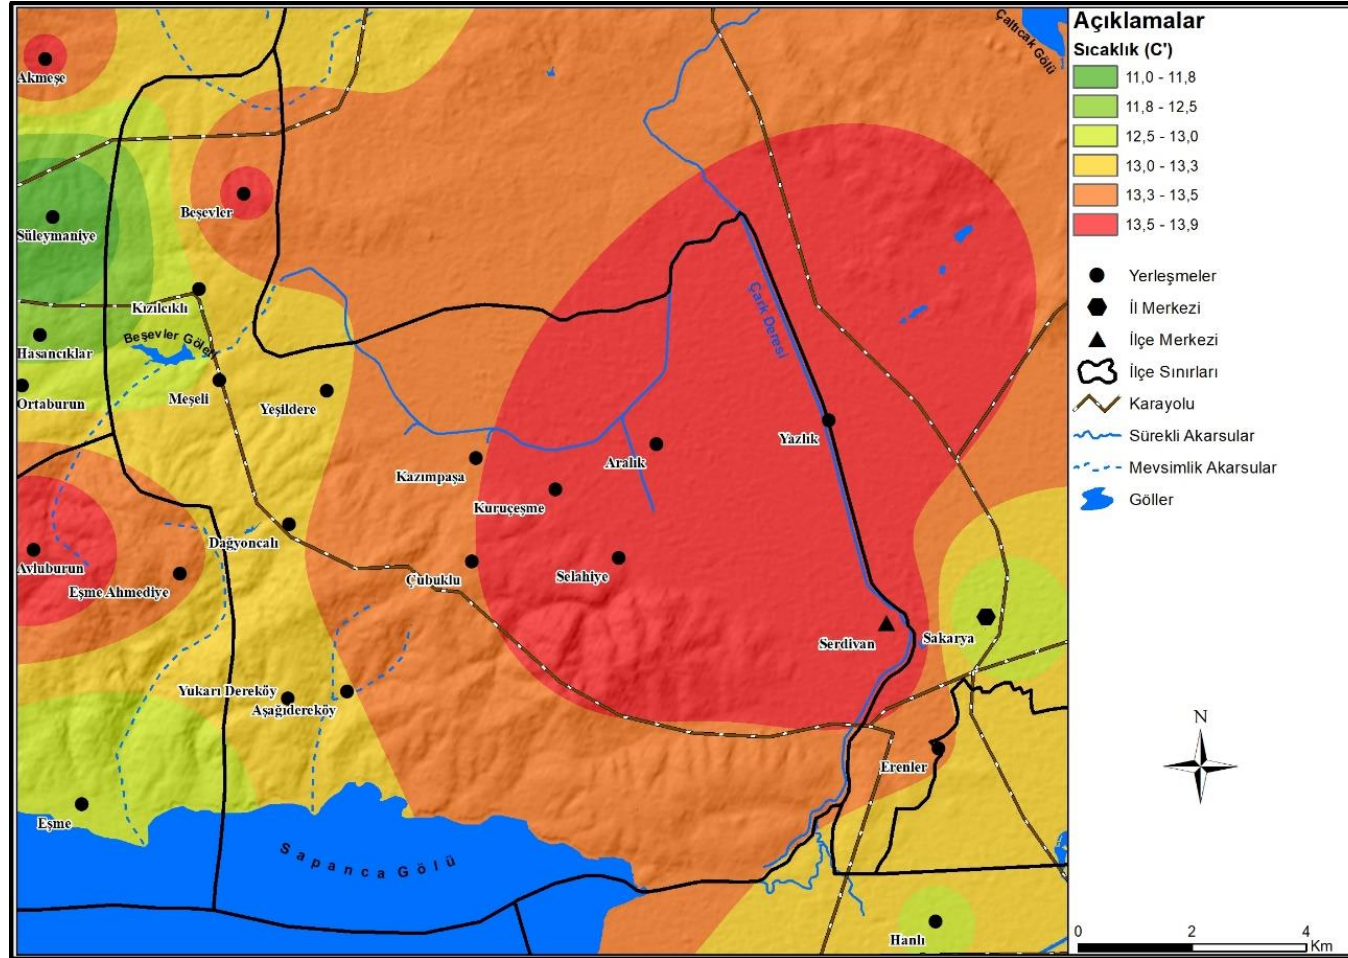 Açıklamalar
Sıcaklık (C')
11,0 - 11,8
11,8 - 12,5
12,5 - 13,0
13,0 - 13,3
13,3 - 13,5
13,5 - 13,9
Yerleşmeler
İl Merkezi
İlçe Merkezi
İlçe Sınırları
Karayolu
Sürekli Akarsular
Mevsimlik Akarsular
Göller
N
0 2 4
Km
Çaltıcak Gölü
Akmeşe
Beşevler
Süleymaniye
Kızılcıklı
Beşevler Göleti
Hasancıklar
Ortaburun
Meşeli
Yeşildere
Çark Deresi
Yazlık
Aralık
Kazımpaşa
Kuruçeşme
Dağyoncalı
Avluburun
Eşme Ahmediye
Çubuklu
Selahiye
Serdivan
Sakarya
Yukarı Dereköy
Aşağıdereköy
Erenler
Eşme
Sapanca Gölü
Hanlı